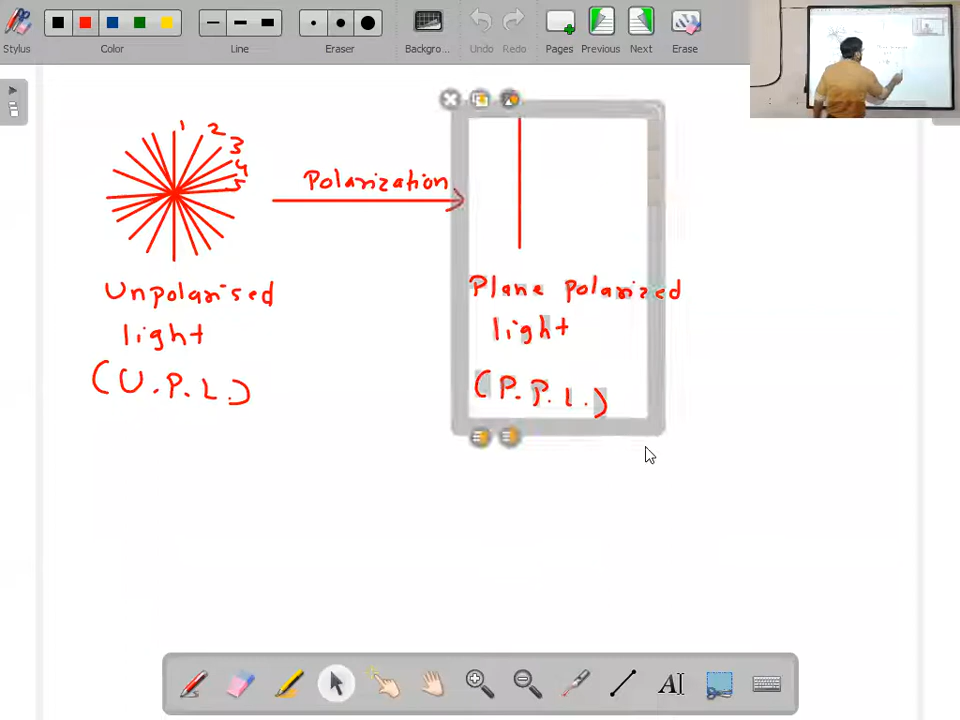 Stylus
Color
Line
Eraser
Backgro...
Undo
Redo
Pages
Previous
Next
Erase
1
2
3
4
5
Polarization
Unpolarised
light
(U.P.L.)
Plane polarized
light
(P.P.L.)
A